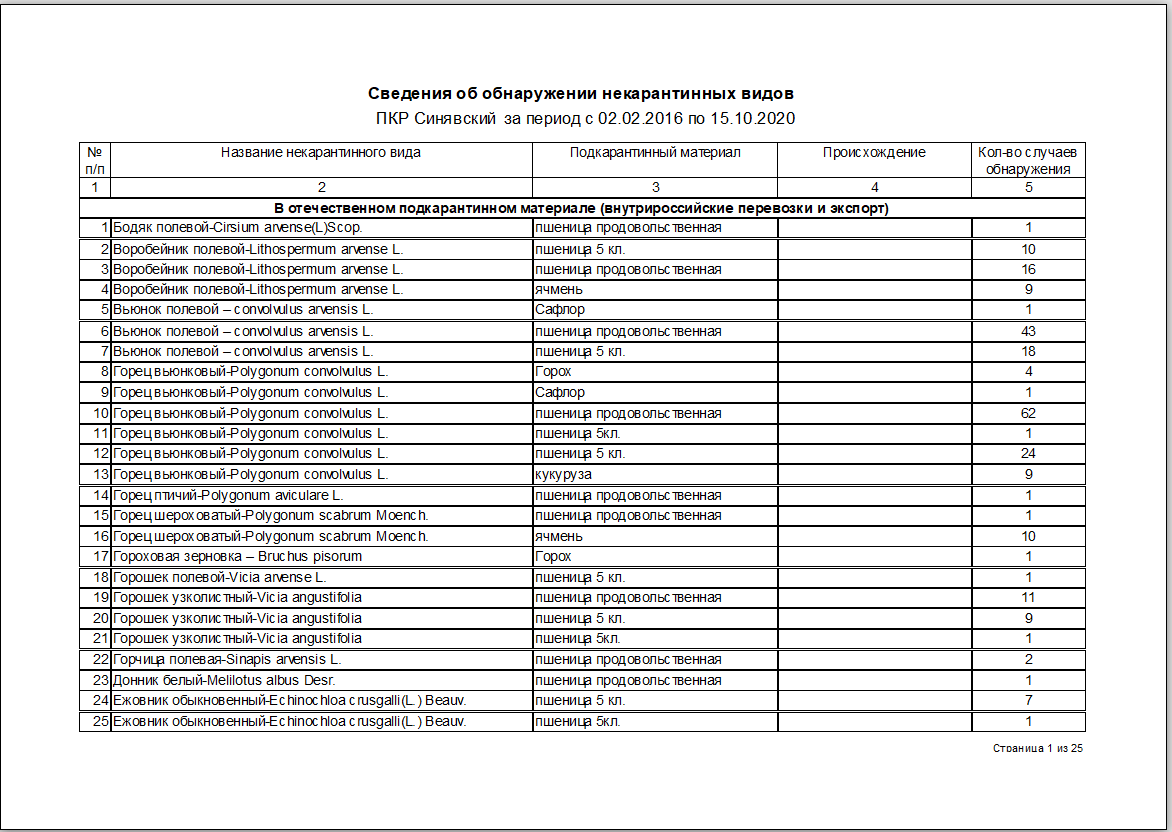 Сведения об обнаружении некарантинных видов
ПКР Синявский за период с 02.02.2016 по 15.10.2020
№ п/п Название некарантинного вида Подкарантинный материал Происхождение Кол-во случаев обнаружения
1 2 3 4 5
В отечественном подкарантинном материале (внутрироссийские перевозки и экспорт)
1 Бодяк полевой-Cirsium arvense(L)Scop. пшеница продовольственная 1
2 Воробейник полевой-Lithospermum arvense L. пшеница 5 кл. 10
3 Воробейник полевой-Lithospermum arvense L. пшеница продовольственная 16
4 Воробейник полевой-Lithospermum arvense L. ячмень 9
5 Вьюнок полевой – convolvulus arvensis L. Сафлор 1
6 Вьюнок полевой – convolvulus arvensis L. пшеница продовольственная 43
7 Вьюнок полевой – convolvulus arvensis L. пшеница 5 кл. 18
8 Горец вьюнковый-Polygonum convolvulus L. Горох 4
9 Горец вьюнковый-Polygonum convolvulus L. Сафлор 1
10 Горец вьюнковый-Polygonum convolvulus L. пшеница продовольственная 62
11 Горец вьюнковый-Polygonum convolvulus L. пшеница 5кл. 1
12 Горец вьюнковый-Polygonum convolvulus L. пшеница 5 кл. 24
13 Горец вьюнковый-Polygonum convolvulus L. кукуруза 9
14 Горец птичий-Polygonum aviculare L. пшеница продовольственная 1
15 Горец шероховатый-Polygonum scabrum Moench. пшеница продовольственная 1
16 Горец шероховатый-Polygonum scabrum Moench. ячмень 10
17 Гороховая зерновка – Bruchus pisorum Горох 1
18 Горошек полевой-Vicia arvense L. пшеница 5 кл. 1
19 Горошек узколистный-Vicia angustifolia пшеница продовольственная 11
20 Горошек узколистный-Vicia angustifolia пшеница 5 кл. 9
21 Горошек узколистный-Vicia angustifolia пшеница 5кл. 1
22 Горчица полевая-Sinapis arvensis L. пшеница продовольственная 2
23 Донник белый-Melilotus albus Desr. пшеница продовольственная 1
24 Ежовник обыкновенный-Echinochloa crusgalli(L.) Beauv. пшеница 5 кл. 7
25 Ежовник обыкновенный-Echinochloa crusgalli(L.) Beauv. пшеница 5кл. 1
Страница 1 из 25